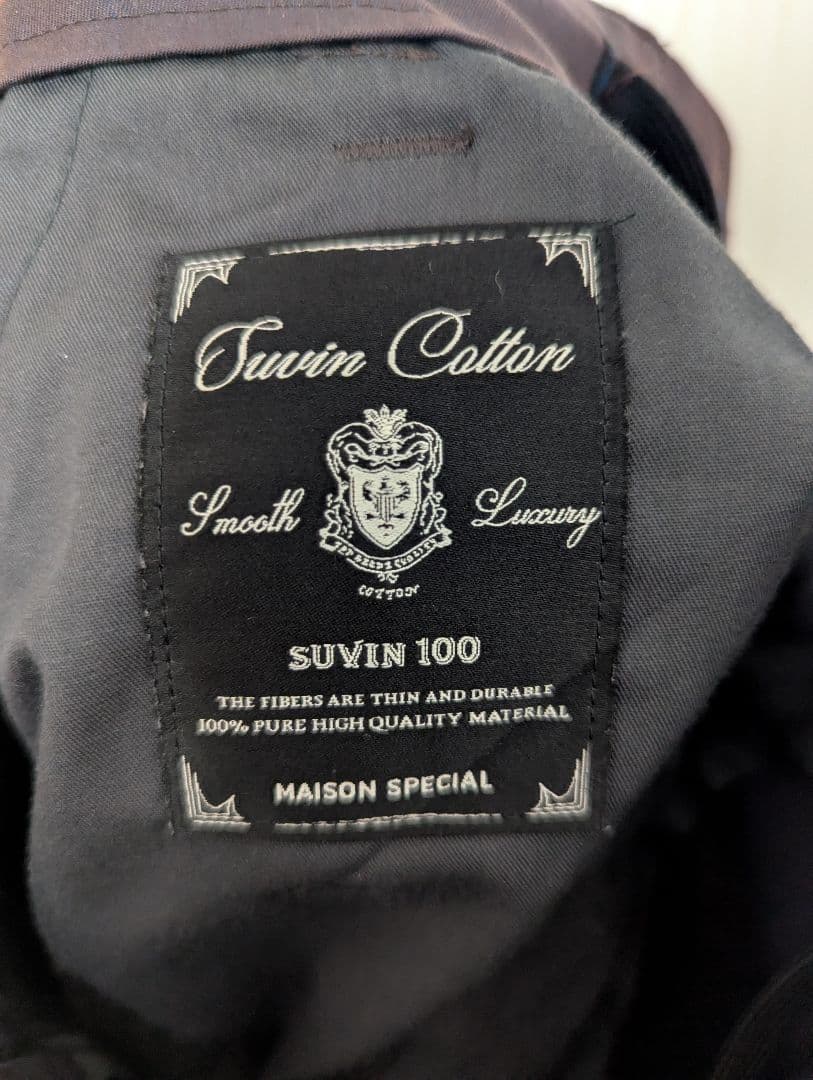 Suvin Cotton
Smooth Luxury
COTTON
SUVIN 100
THE FIBERS ARE THIN AND DURABLE
100% PURE HIGH QUALITY MATERIAL
MAISON SPECIAL